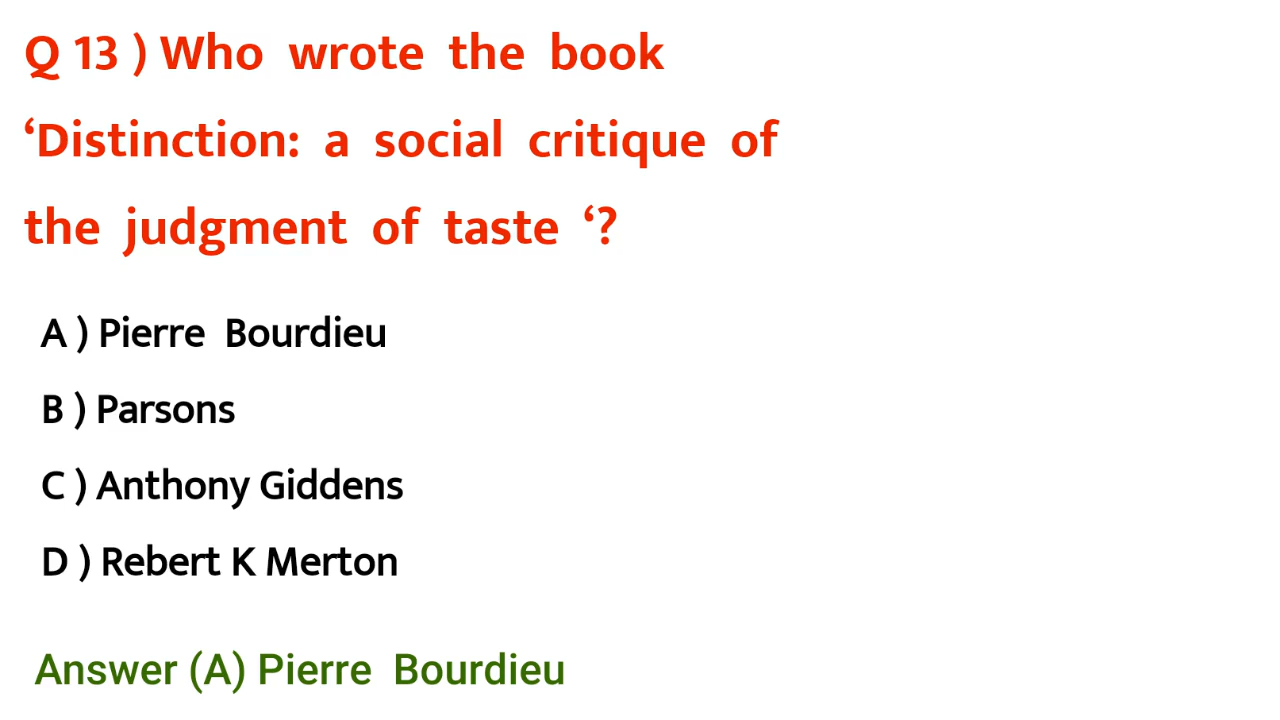 Q 13 ) Who wrote the book
‘Distinction: a social critique of
the judgment of taste ‘?
A ) Pierre Bourdieu
B ) Parsons
C ) Anthony Giddens
D ) Rebert K Merton
Answer (A) Pierre Bourdieu